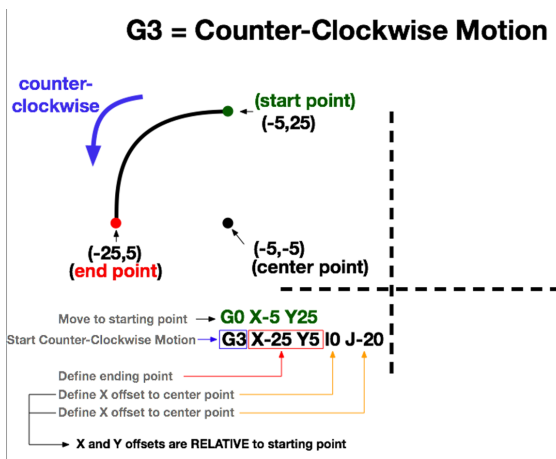 G3 = Counter-Clockwise Motion
counter-
clockwise
(start point)
(-5,25)
(-25,5)
(end point)
(-5,-5)
(center point)
Move to starting point
G0 X-5 Y25
Start Counter-Clockwise Motion
G3 X-25 Y5 I0 J-20
Define ending point
Define X offset to center point
Define X offset to center point
X and Y offsets are RELATIVE to starting point